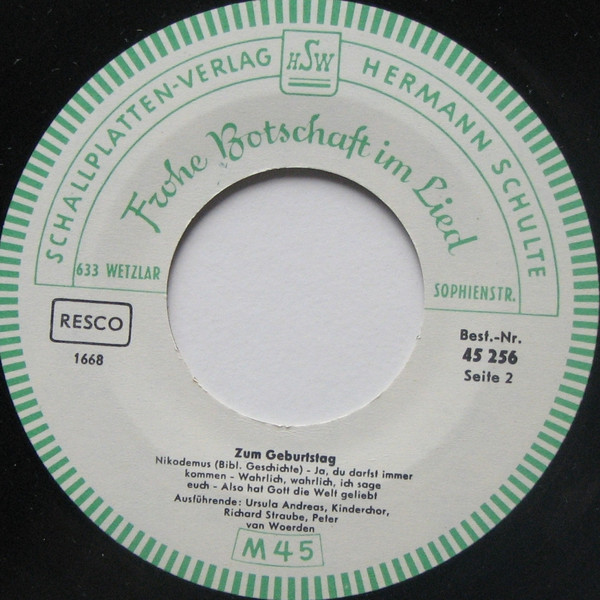 SCHALLPLATTEN-VERLAG HSW HERMANN SCHULTE
Frohe Botschaft im Lied
633 WETZLAR
SOPHIENSTR.
RESCO
1668
Best.-Nr.
45 256
Seite 2
Zum Geburtstag
Nikodemus (Bibl. Geschichte) - Ja, du darfst immer
kommen - Wahrlich, wahrlich, ich sage
euch - Also hat Gott die Welt geliebt
Ausführende: Ursula Andreas, Kinderchor,
Richard Straube, Peter
van Woerden
M 45